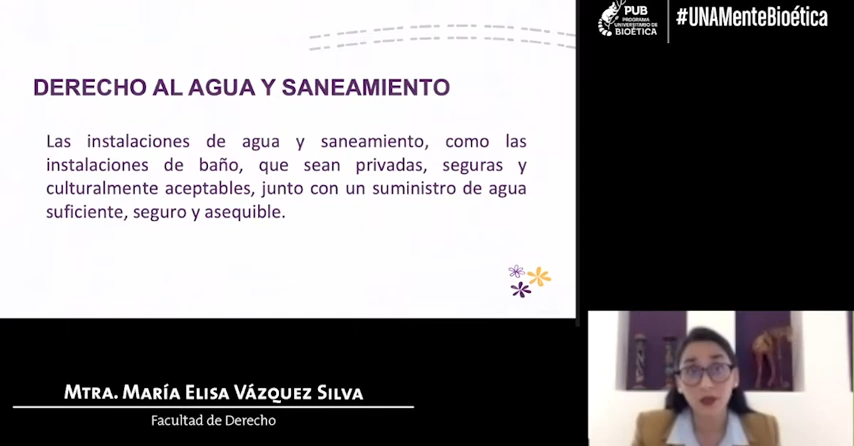 PUB
PROGRAMA
UNIVERSITARIO DE
BIOÉTICA
#UNAMenteBioética
DERECHO AL AGUA Y SANEAMIENTO
Las instalaciones de agua y saneamiento, como las
instalaciones de baño, que sean privadas, seguras y
culturalmente aceptables, junto con un suministro de agua
suficiente, seguro y asequible.
Mtra. María Elisa Vázquez Silva
Facultad de Derecho